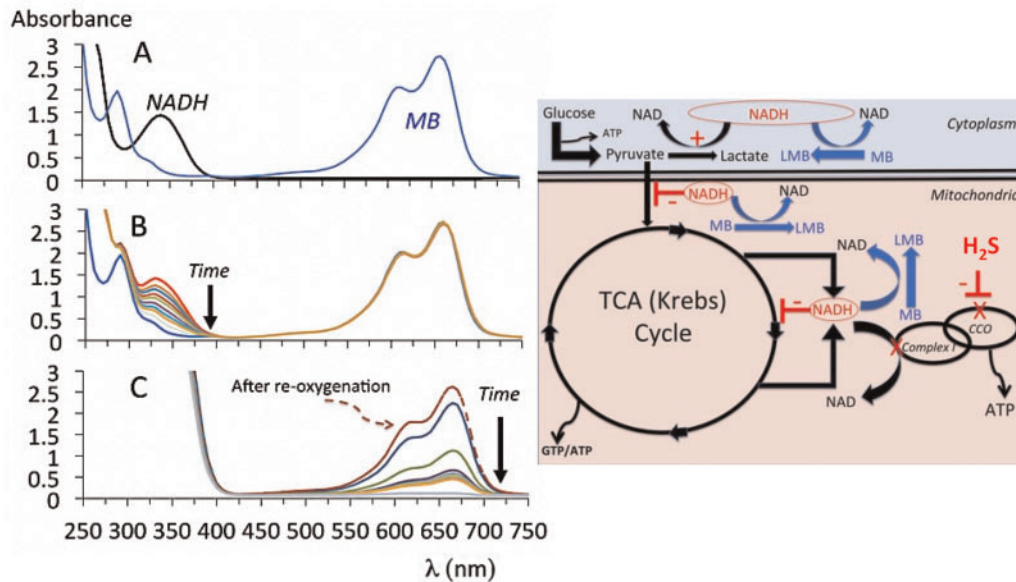 Absorbance
A
3
2.5
2
1.5
1
0.5
0
NADH
MB
B
3
2.5
2
1.5
1
0.5
0
Time
C
3
2.5
2
1.5
1
0.5
0
After re-oxygenation
Time
250 300 350 400 450 500 550 600 650 700 750
λ (nm)
Glucose
NAD
NADH
NAD
Cytoplasm
ATP
+
Pyruvate
Lactate
LMB
MB
NADH
NAD
Mitochondria
-
MB
LMB
NAD
LMB
H₂S
TCA (Krebs)
Cycle
-
NADH
MB
-
X
CCO
X
Complex I
NAD
ATP
GTP/ATP